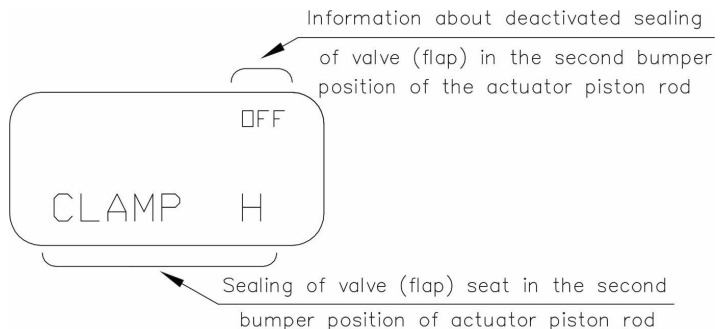 Information about deactivated sealing
of valve (flap) in the second bumper
position of the actuator piston rod
OFF
CLAMP H
Sealing of valve (flap) seat in the second
bumper position of actuator piston rod